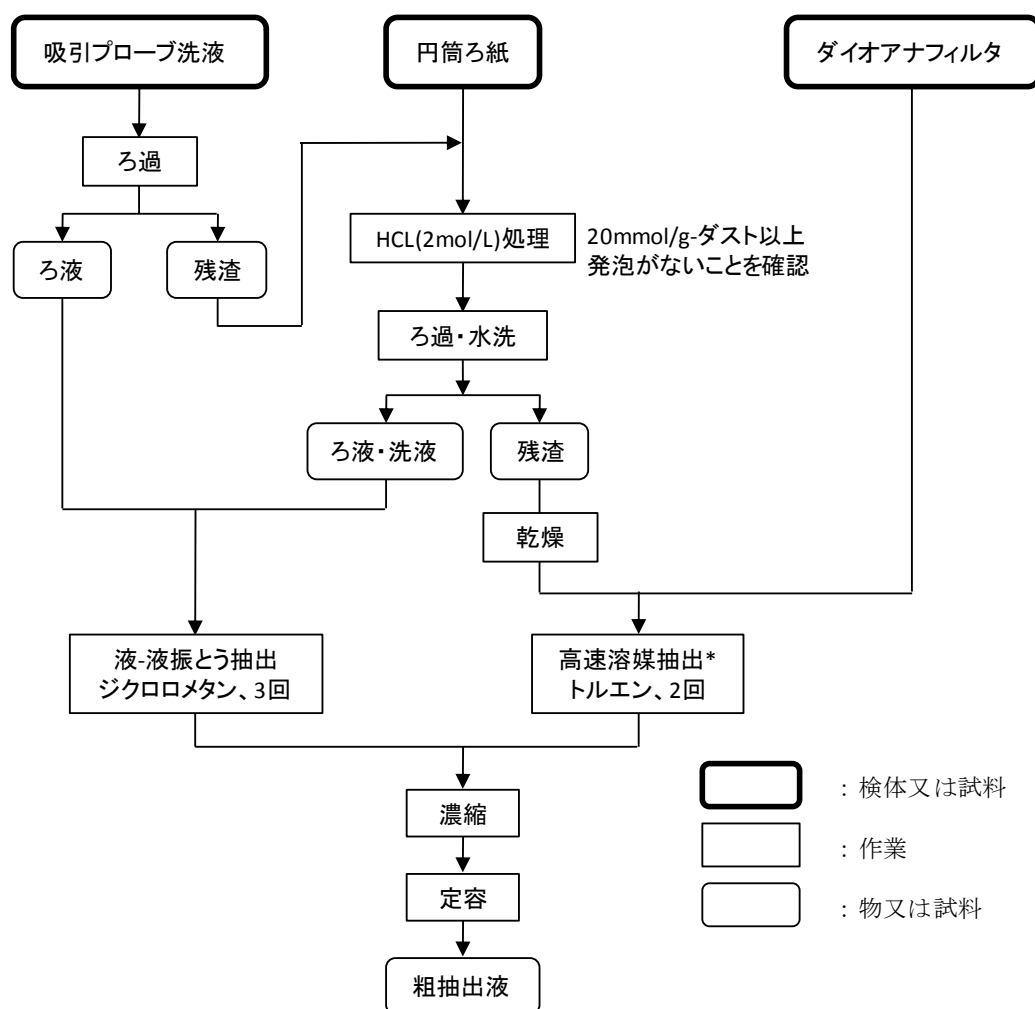 吸引プローブ洗液
円筒ろ紙
ダイオアナフィルタ
ろ過
ろ液
残渣
HCL(2mol/L)処理
20mmol/g-ダスト以上
発泡がないことを確認
ろ過・水洗
ろ液・洗液
残渣
乾燥
液-液振とう抽出
ジクロロメタン、3回
高速溶媒抽出*
トルエン、2回
濃縮
定容
粗抽出液
：検体又は試料
：作業
：物又は試料